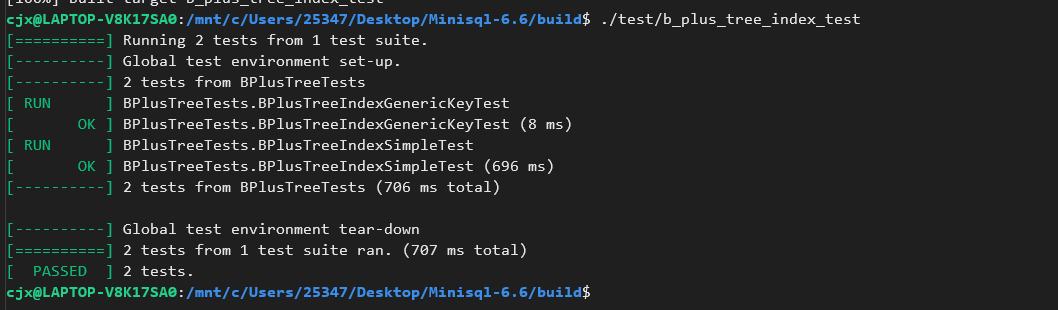 [100%] Built target b_plus_tree_index_test
cjx@LAPTOP-V8K17SA0:/mnt/c/Users/25347/Desktop/Minisql-6.6/build$ ./test/b_plus_tree_index_test
[==========] Running 2 tests from 1 test suite.
[----------] Global test environment set-up.
[----------] 2 tests from BPlusTreeTests
[ RUN      ] BPlusTreeTests.BPlusTreeIndexGenericKeyTest
[       OK ] BPlusTreeTests.BPlusTreeIndexGenericKeyTest (8 ms)
[ RUN      ] BPlusTreeTests.BPlusTreeIndexSimpleTest
[       OK ] BPlusTreeTests.BPlusTreeIndexSimpleTest (696 ms)
[----------] 2 tests from BPlusTreeTests (706 ms total)
[----------] Global test environment tear-down
[==========] 2 tests from 1 test suite ran. (707 ms total)
[  PASSED  ] 2 tests.
cjx@LAPTOP-V8K17SA0:/mnt/c/Users/25347/Desktop/Minisql-6.6/build$